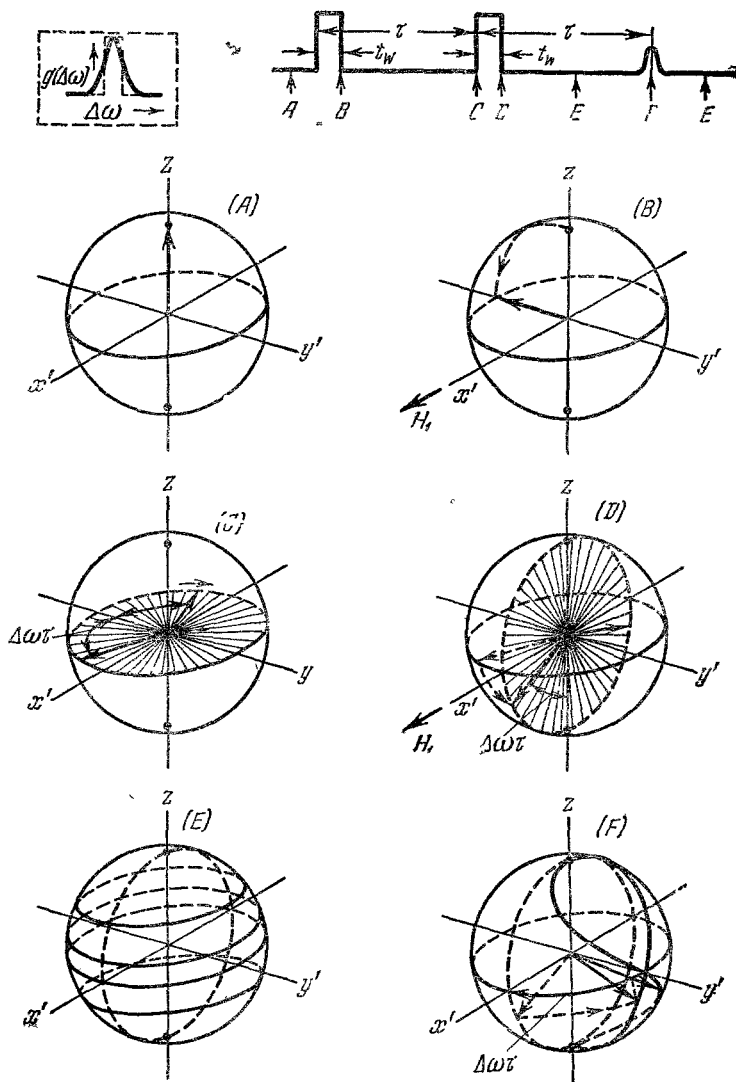 g(Δω)
Δω
τ τ
t_w t_w
A B C D E F E
Z (A) x' y'
Z (B) x' y' H₁
Z (C) Δωτ x' y
Z (D) x' y' H₁ Δωτ
Z (E) x' y'
Z (F) x' y' Δωτ